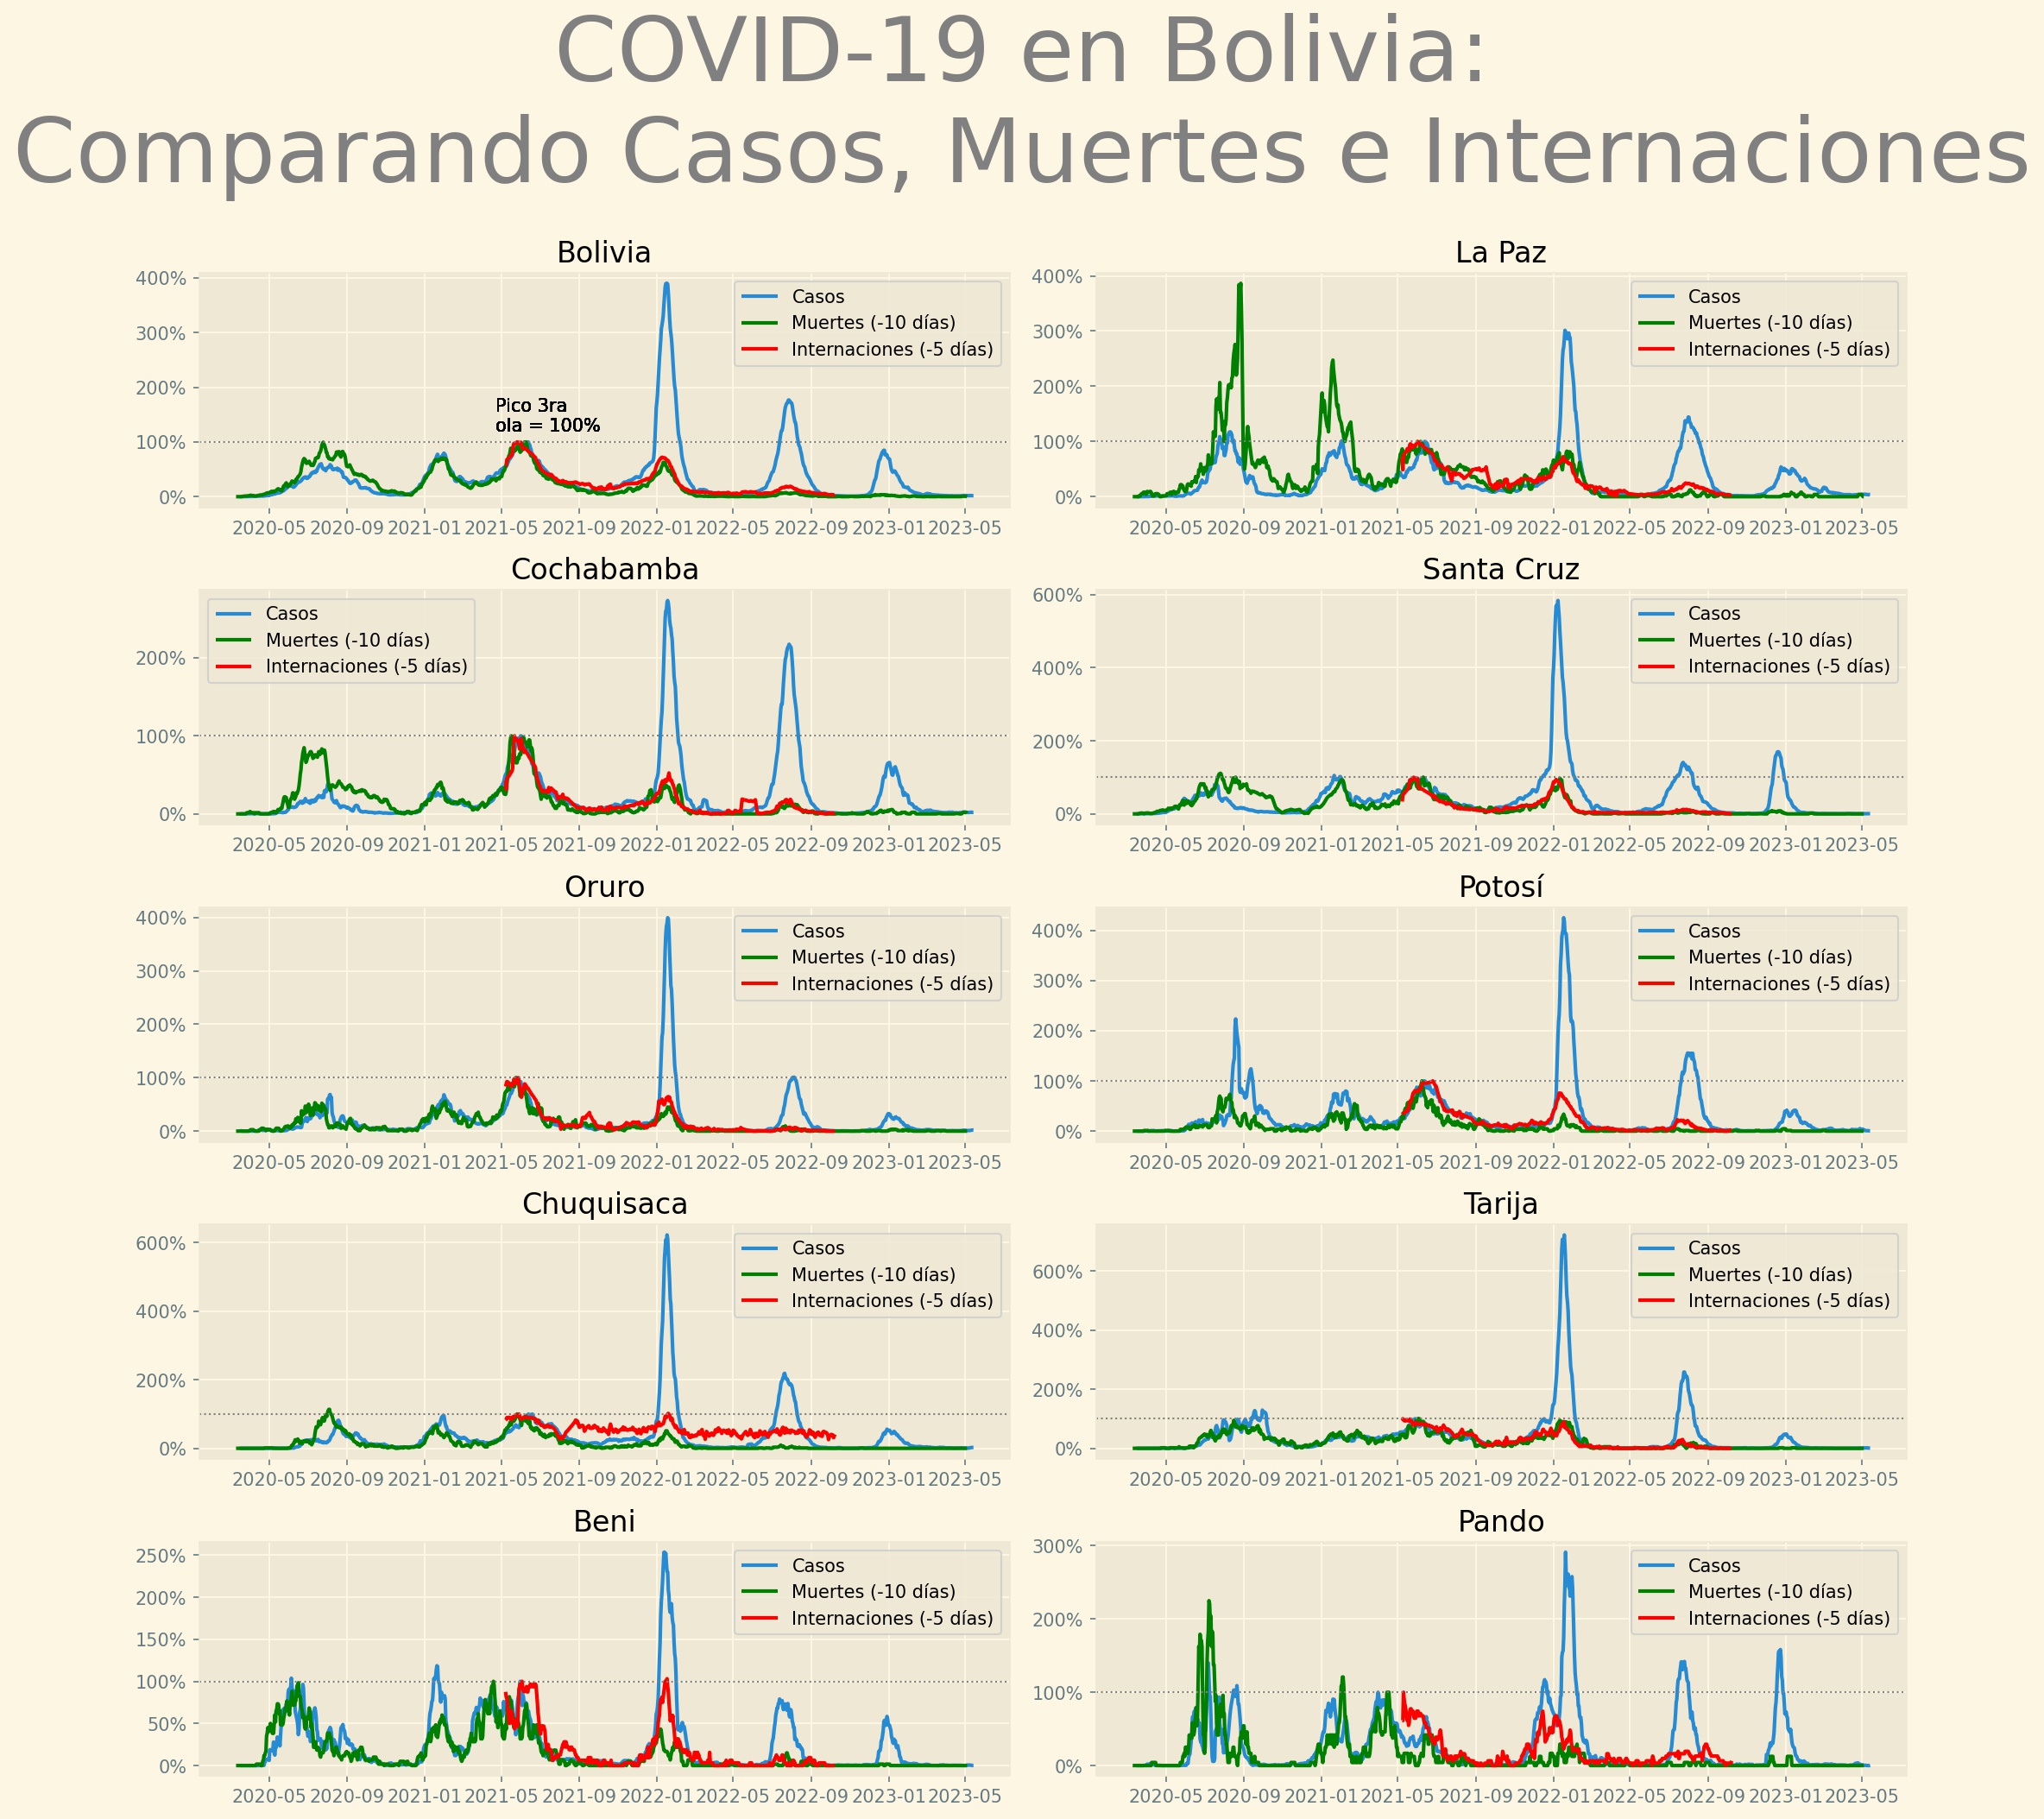 COVID-19 en Bolivia:
Comparando Casos, Muertes e Internaciones
Bolivia
400%
300%
200%
100%
0%
Pico 3ra
ola = 100%
Casos
Muertes (-10 días)
Internaciones (-5 días)
2020-05 2020-09 2021-01 2021-05 2021-09 2022-01 2022-05 2022-09 2023-01 2023-05
La Paz
400%
300%
200%
100%
0%
Casos
Muertes (-10 días)
Internaciones (-5 días)
2020-05 2020-09 2021-01 2021-05 2021-09 2022-01 2022-05 2022-09 2023-01 2023-05
Cochabamba
200%
100%
0%
Casos
Muertes (-10 días)
Internaciones (-5 días)
2020-05 2020-09 2021-01 2021-05 2021-09 2022-01 2022-05 2022-09 2023-01 2023-05
Santa Cruz
600%
400%
200%
0%
Casos
Muertes (-10 días)
Internaciones (-5 días)
2020-05 2020-09 2021-01 2021-05 2021-09 2022-01 2022-05 2022-09 2023-01 2023-05
Oruro
400%
300%
200%
100%
0%
Casos
Muertes (-10 días)
Internaciones (-5 días)
2020-05 2020-09 2021-01 2021-05 2021-09 2022-01 2022-05 2022-09 2023-01 2023-05
Potosí
400%
300%
200%
100%
0%
Casos
Muertes (-10 días)
Internaciones (-5 días)
2020-05 2020-09 2021-01 2021-05 2021-09 2022-01 2022-05 2022-09 2023-01 2023-05
Chuquisaca
600%
400%
200%
0%
Casos
Muertes (-10 días)
Internaciones (-5 días)
2020-05 2020-09 2021-01 2021-05 2021-09 2022-01 2022-05 2022-09 2023-01 2023-05
Tarija
600%
400%
200%
0%
Casos
Muertes (-10 días)
Internaciones (-5 días)
2020-05 2020-09 2021-01 2021-05 2021-09 2022-01 2022-05 2022-09 2023-01 2023-05
Beni
250%
200%
150%
100%
50%
0%
Casos
Muertes (-10 días)
Internaciones (-5 días)
2020-05 2020-09 2021-01 2021-05 2021-09 2022-01 2022-05 2022-09 2023-01 2023-05
Pando
300%
200%
100%
0%
Casos
Muertes (-10 días)
Internaciones (-5 días)
2020-05 2020-09 2021-01 2021-05 2021-09 2022-01 2022-05 2022-09 2023-01 2023-05